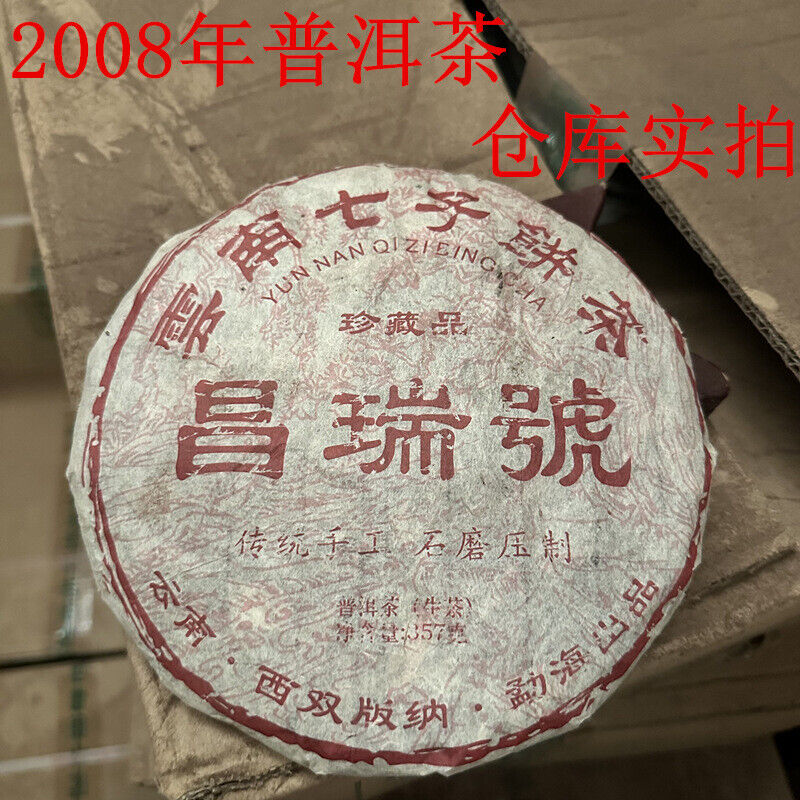 2008年普洱茶
仓库实拍
雲南七子餅茶
YUN NAN QI ZI BING CHA
珍藏品
昌瑞號
传统手工 石磨压制
普洱茶（生茶）
净含量:357克
云南·西双版纳·勐海出品